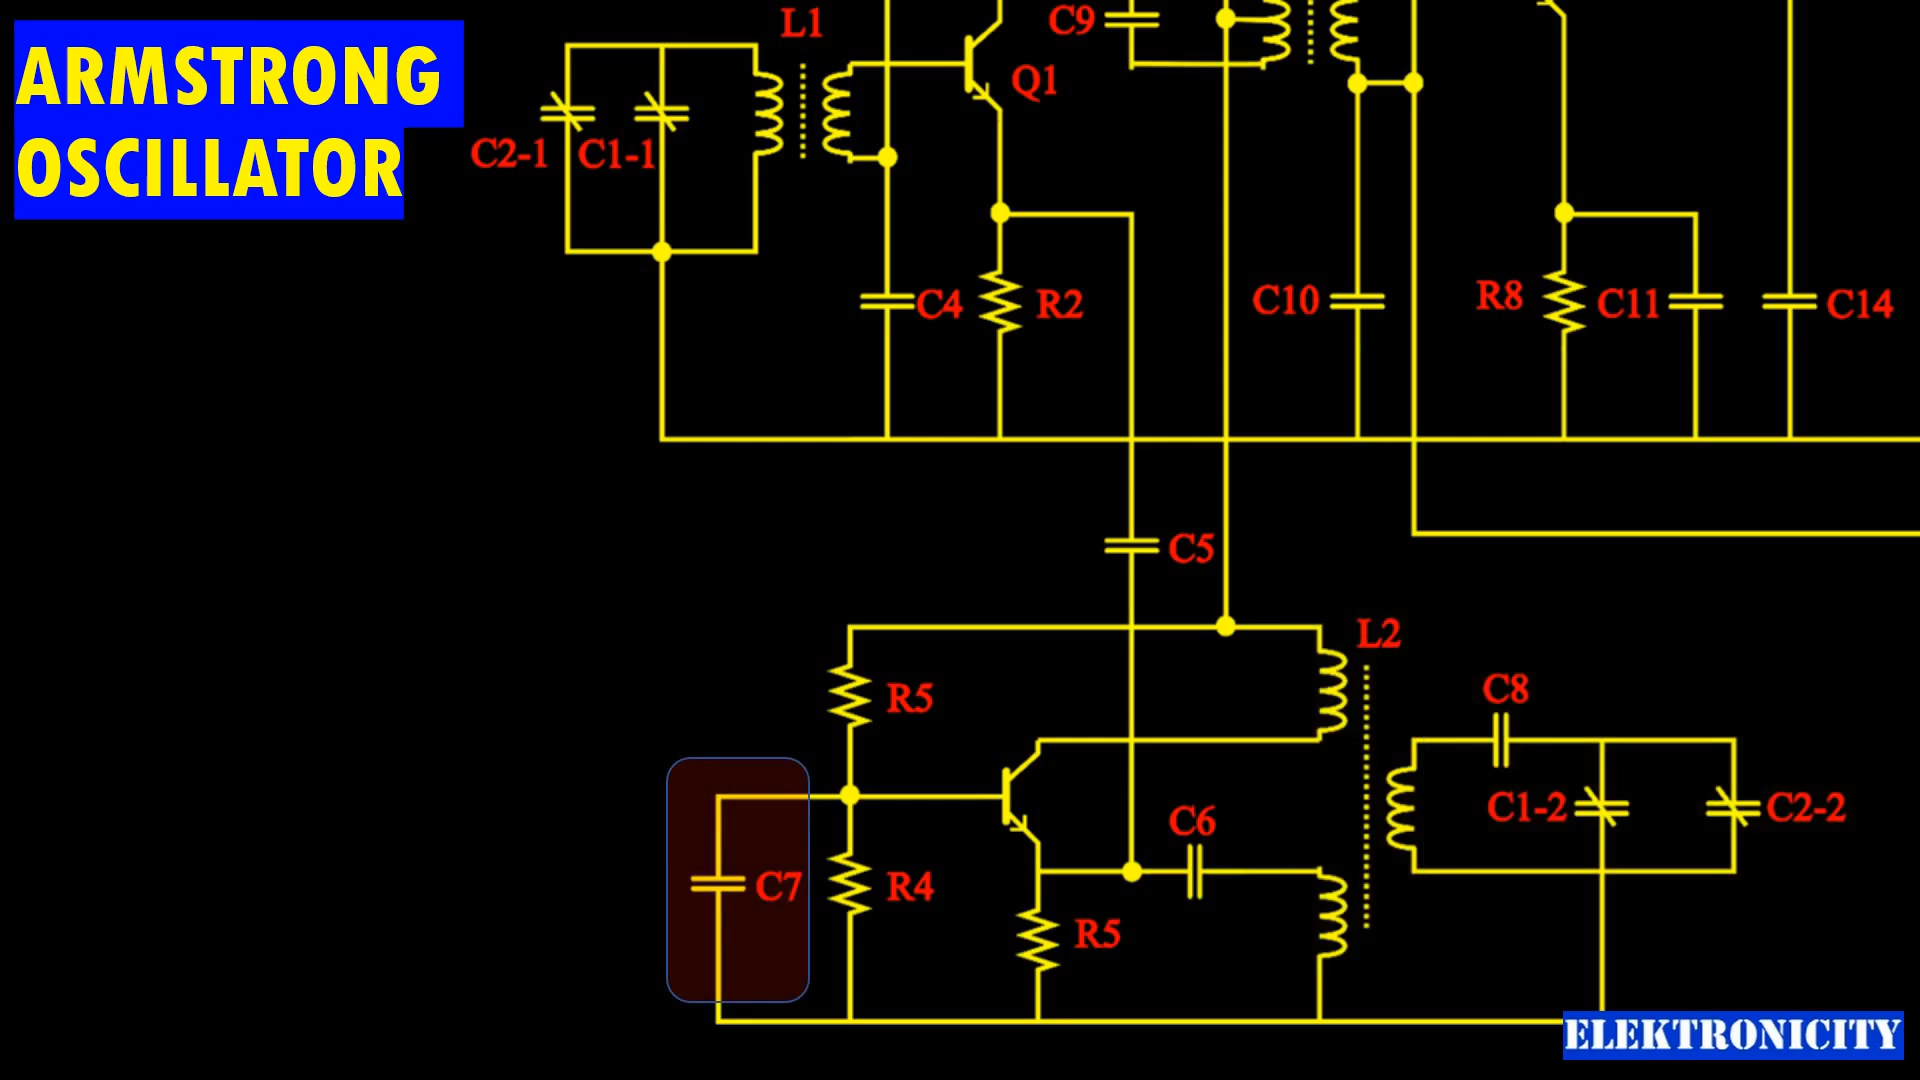 ARMSTRONG
OSCILLATOR
L1
C9
Q1
C2-1
C1-1
C4
R2
C10
R8
C11
C14
C5
L2
R5
C8
C1-2
C2-2
C6
C7
R4
R5
ELEKTRONICITY